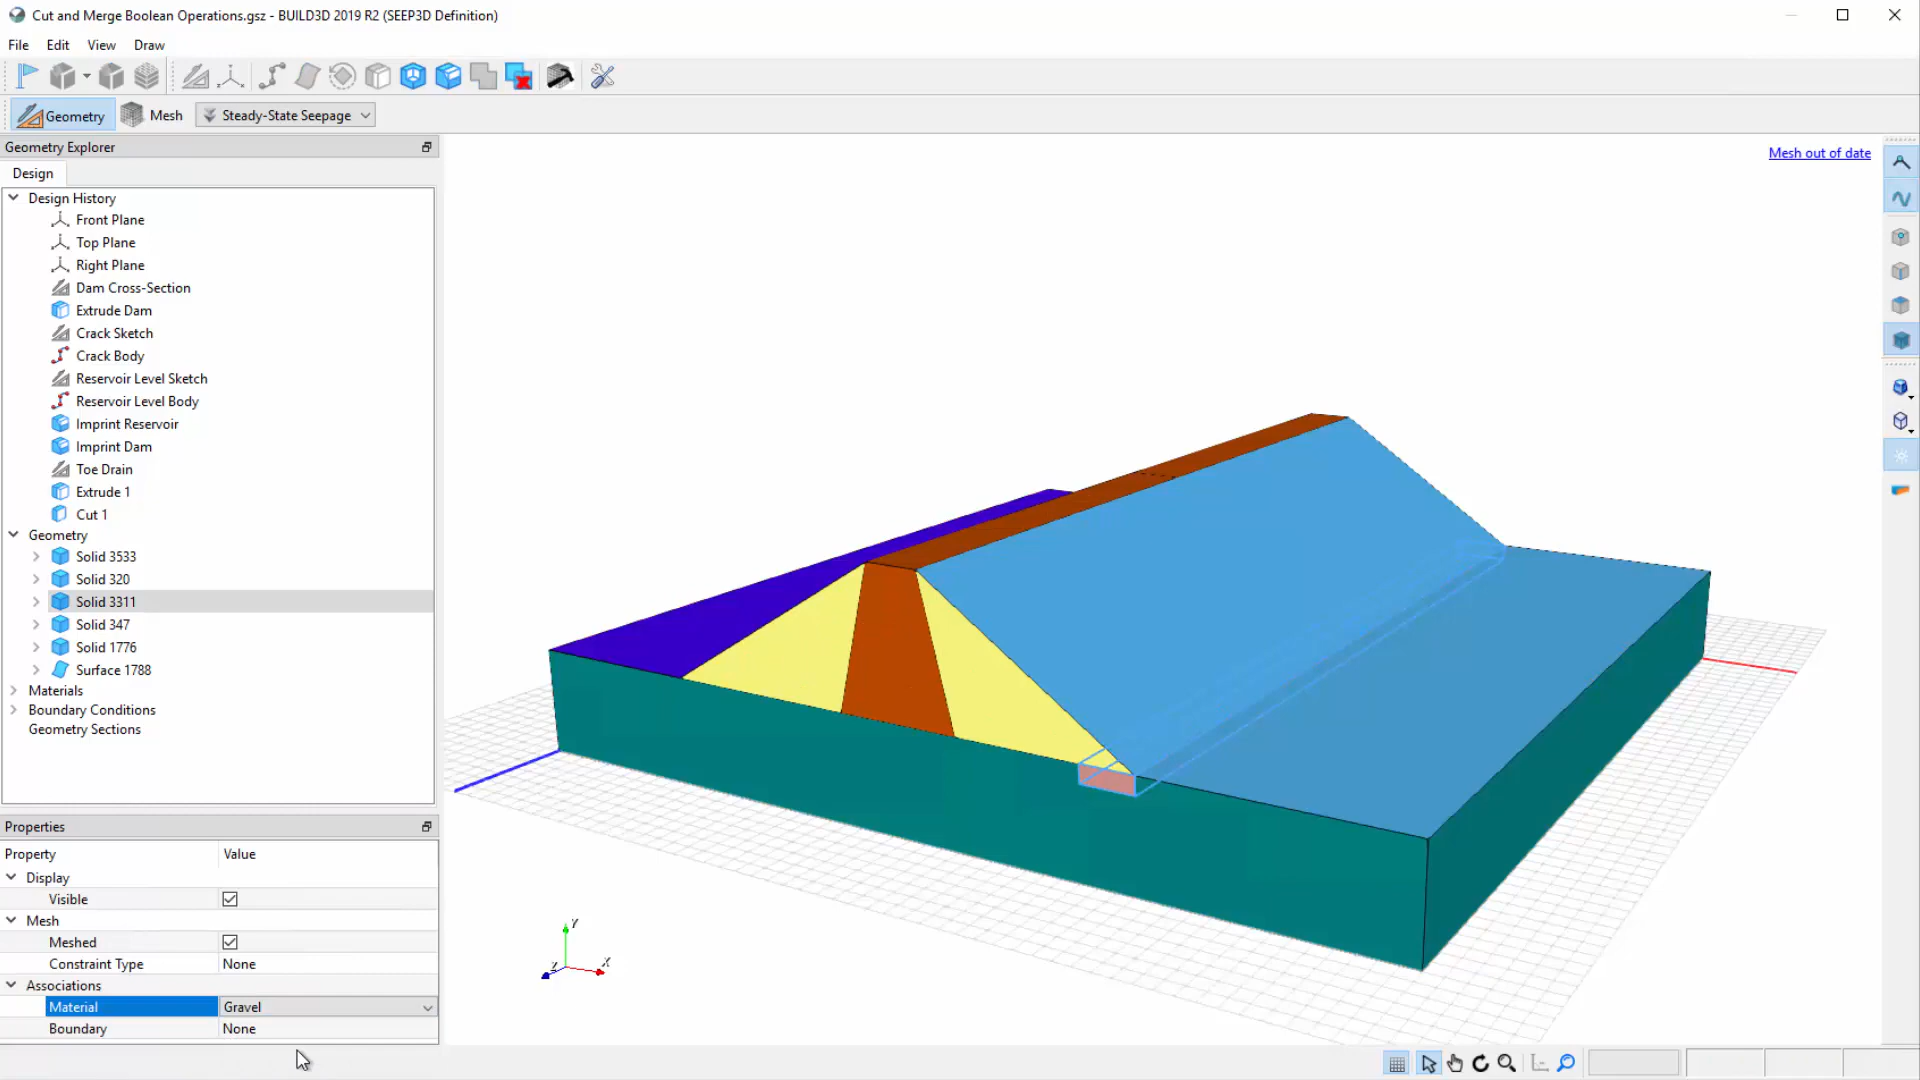 Cut and Merge Boolean Operations.gsz - BUILD3D 2019 R2 (SEEP3D Definition)
File Edit View Draw
Geometry Mesh Steady-State Seepage
Geometry Explorer
Mesh out of date
Design
Design History
Front Plane
Top Plane
Right Plane
Dam Cross-Section
Extrude Dam
Crack Sketch
Crack Body
Reservoir Level Sketch
Reservoir Level Body
Imprint Reservoir
Imprint Dam
Toe Drain
Extrude 1
Cut 1
Geometry
Solid 3533
Solid 320
Solid 3311
Solid 347
Solid 1776
Surface 1788
Materials
Boundary Conditions
Geometry Sections
Properties
Property Value
Display
Visible
Mesh
Meshed
Constraint Type None
Associations
Material Gravel
Boundary None
Y
Z X